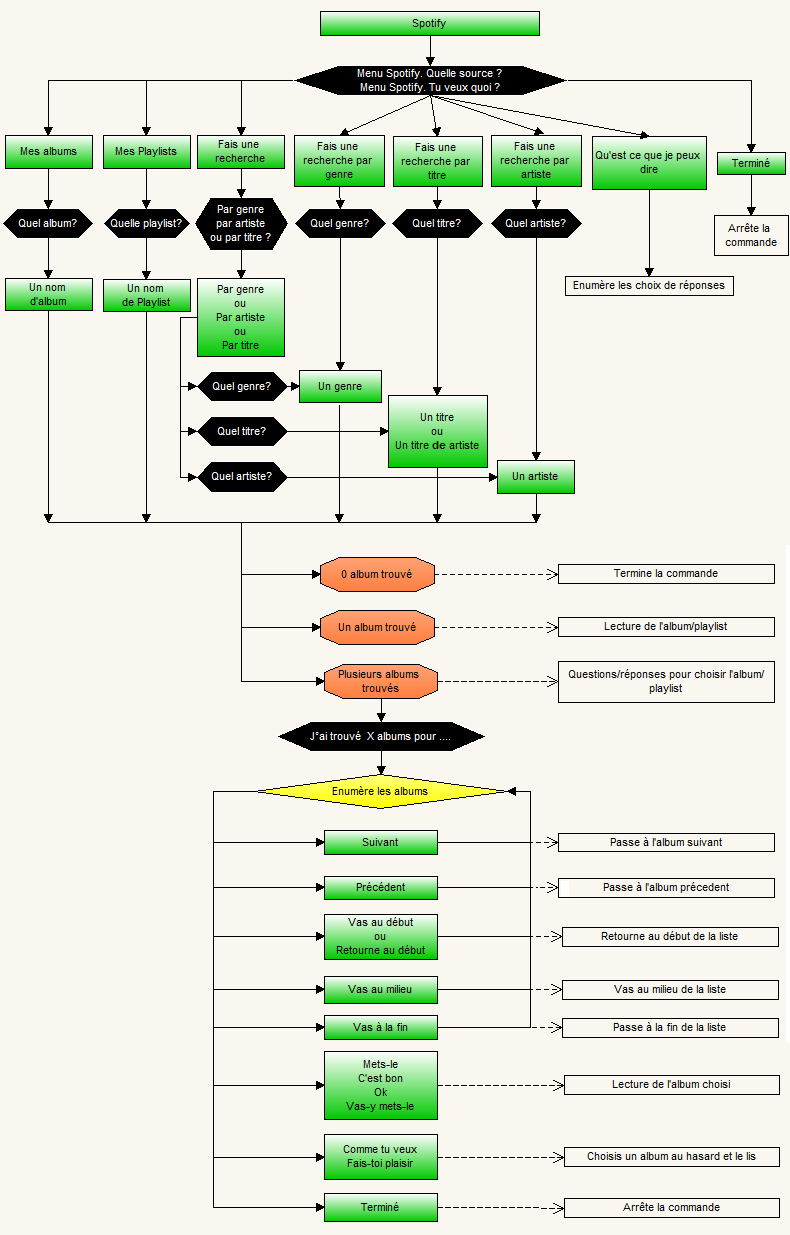 Spotify
Menu Spotify. Quelle source ?
Menu Spotify. Tu veux quoi ?
Mes albums
Mes Playlists
Fais une
recherche
Fais une
recherche par
genre
Fais une
recherche par
titre
Fais une
recherche par
artiste
Qu'est ce que je peux
dire
Terminé
Quel album?
Quelle playlist?
Par genre
par artiste
ou par titre ?
Quel genre?
Quel titre?
Quel artiste?
Arrête la
commande
Un nom
d'album
Un nom
de Playlist
Par genre
ou
Par artiste
ou
Par titre
Enumère les choix de réponses
Quel genre?
Un genre
Quel titre?
Un titre
ou
Un titre de artiste
Quel artiste?
Un artiste
0 album trouvé
Termine la commande
Un album trouvé
Lecture de l'album/playlist
Plusieurs albums
trouvés
Questions/réponses pour choisir l'album/
playlist
J'ai trouvé X albums pour ....
Enumère les albums
Suivant
Passe à l'album suivant
Précédent
Passe à l'album précedent
Vas au début
ou
Retourne au début
Retourne au début de la liste
Vas au milieu
Vas au milieu de la liste
Vas à la fin
Passe à la fin de la liste
Mets-le
C'est bon
Ok
Vas-y mets-le
Lecture de l'album choisi
Comme tu veux
Fais-toi plaisir
Choisis un album au hasard et le lis
Terminé
Arrête la commande